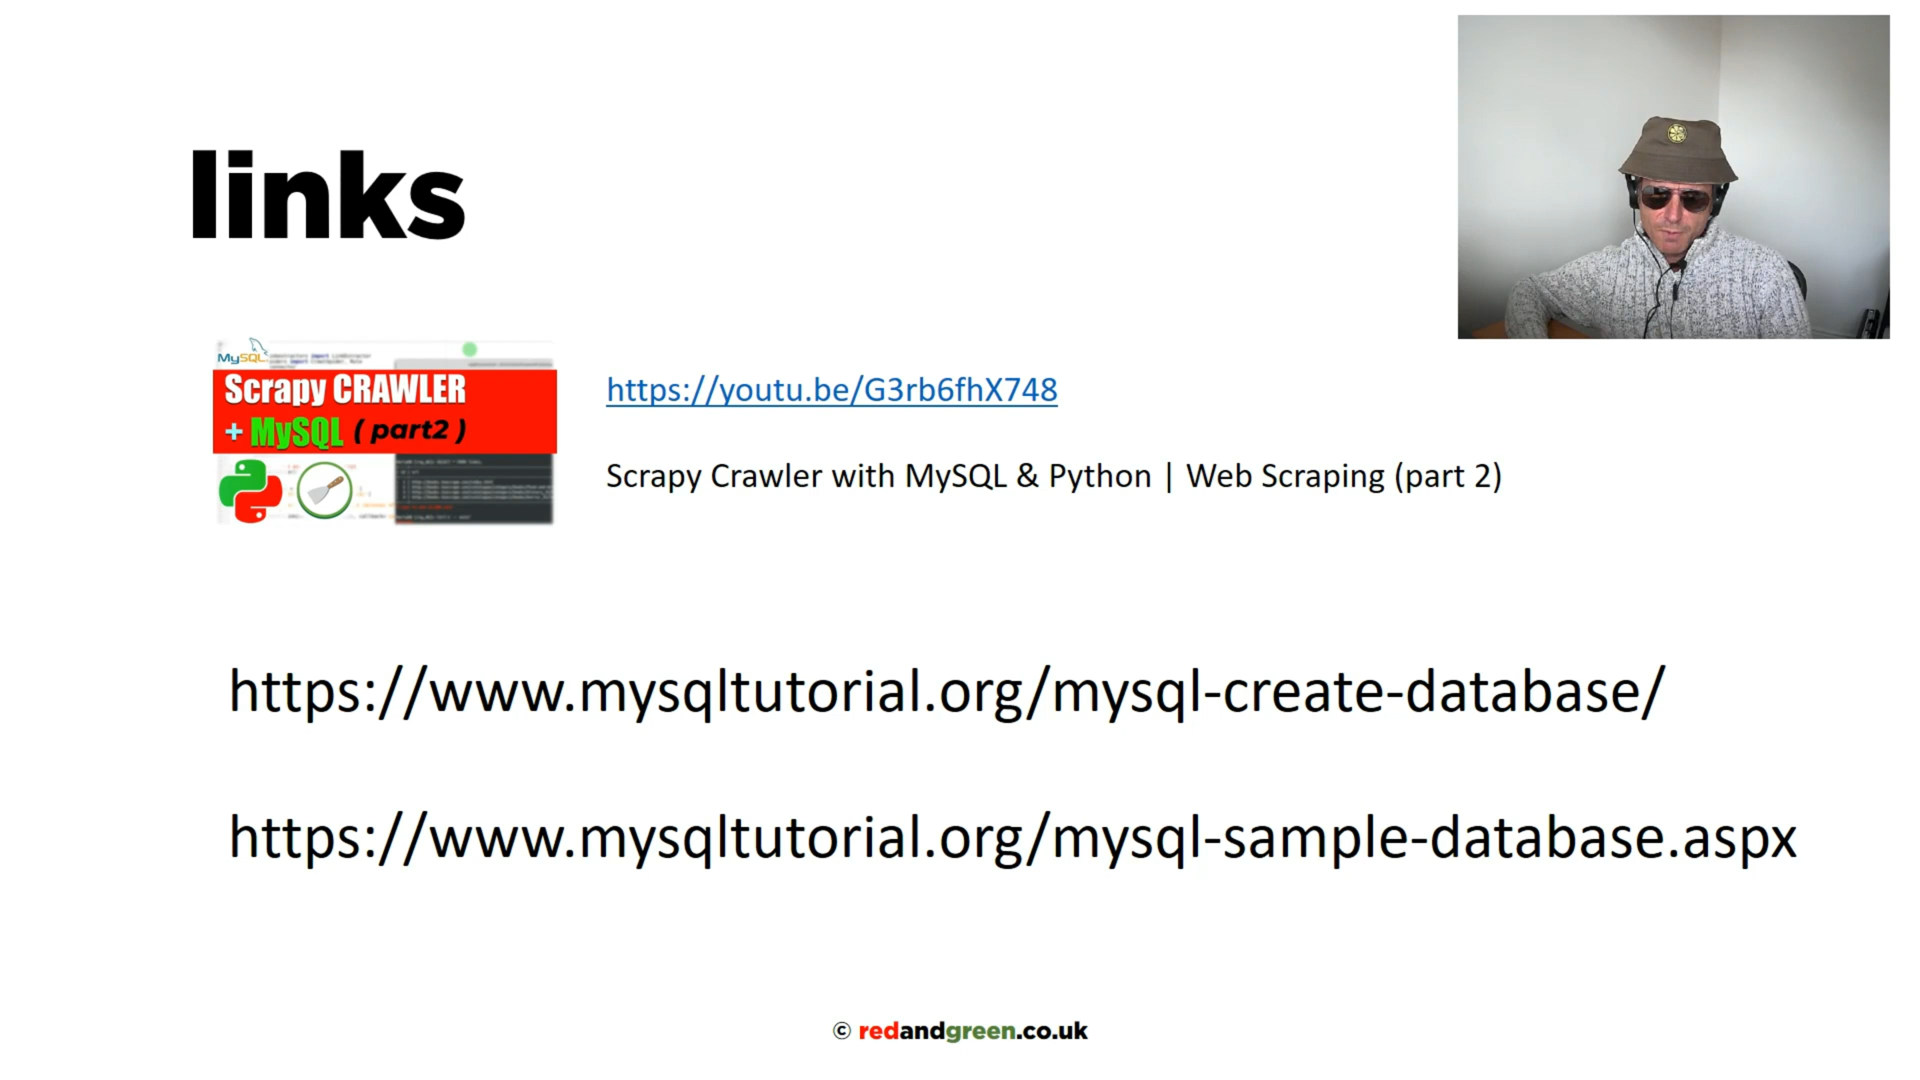 links
MySQL
Scrapy CRAWLER
+ MySQL ( part2 )
https://youtu.be/G3rb6fhX748
Scrapy Crawler with MySQL & Python | Web Scraping (part 2)
https://www.mysqltutorial.org/mysql-create-database/
https://www.mysqltutorial.org/mysql-sample-database.aspx
© redandgreen.co.uk